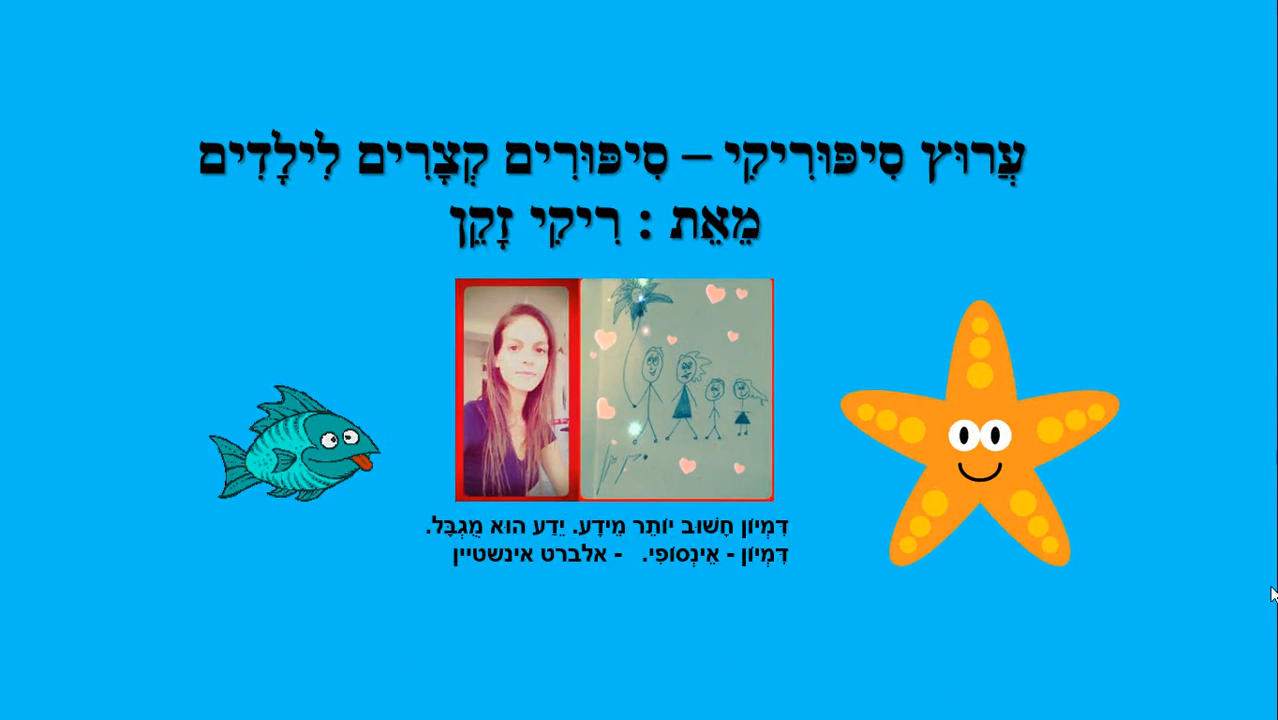 עֲרוּץ סִיפּוּרִיקִי – סִיפּוּרִים קְצָרִים לִילָדִים
מֵאֵת : רִיקִי זָקֵן
דִּמְיוֹן חָשׁוּב יוֹתֵר מֵידָע. יֵדַע הוּא מֻגְבָּל.
דִּמְיוֹן - אֵינְסוֹפִי. - אלברט אינשטיין